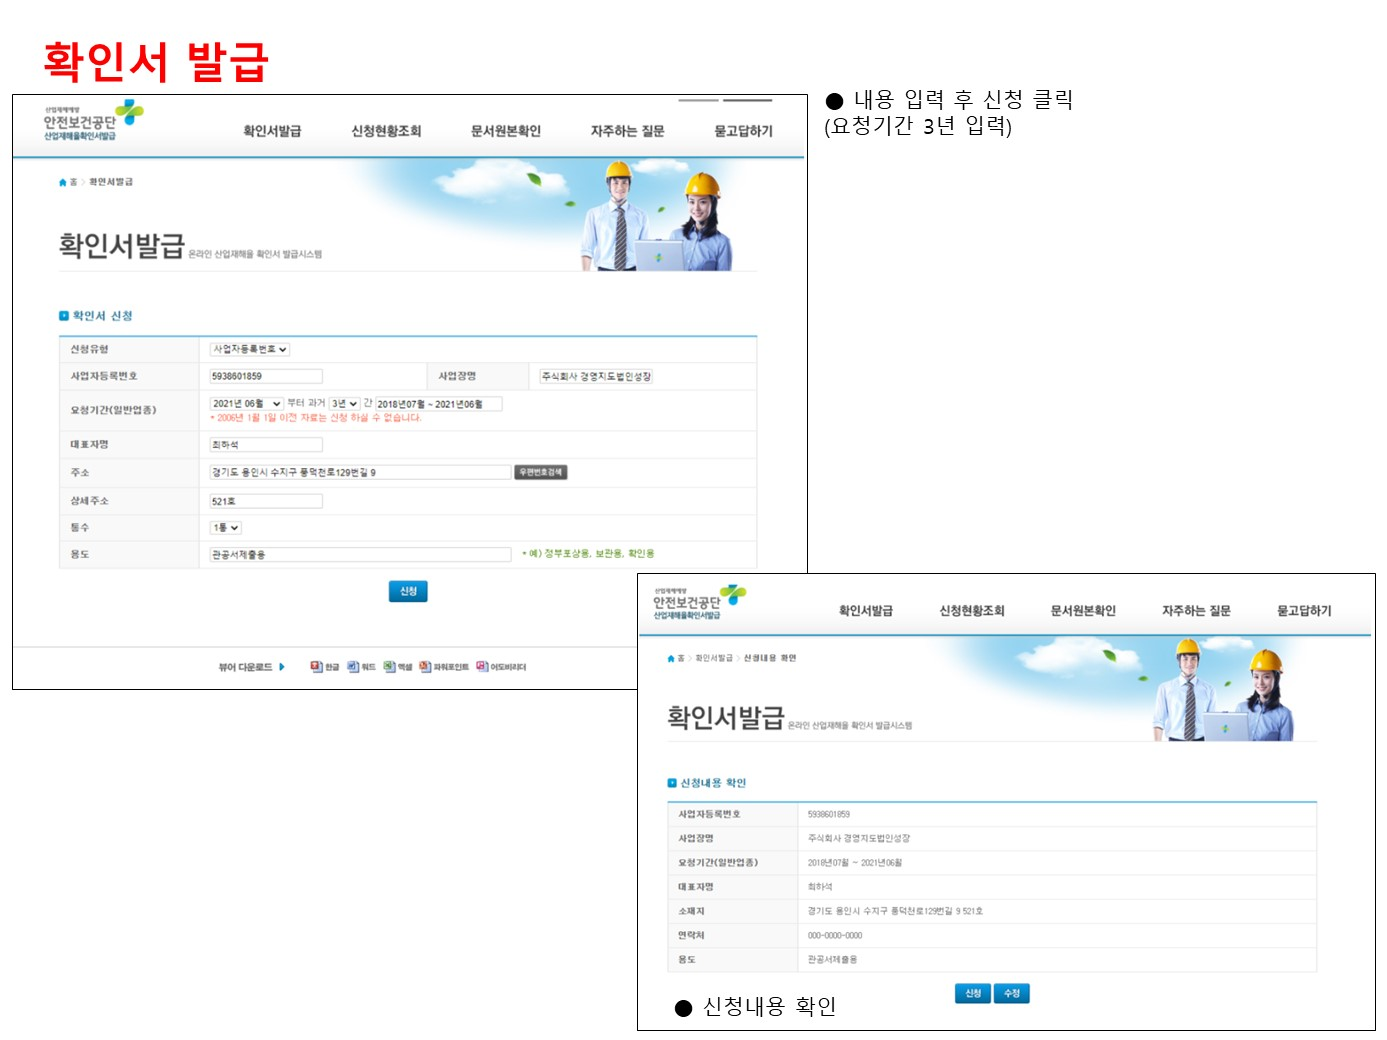 확인서 발급
● 내용 입력 후 신청 클릭
(요청기간 3년 입력)
산업재해예방
안전보건공단
산업재해율확인서발급
확인서발급 신청현황조회 문서원본확인 자주하는 질문 묻고답하기
홈 > 확인서발급
확인서발급 온라인 산업재해율 확인서 발급시스템
확인서 신청
신청유형 사업자등록번호
사업자등록번호 5938601859 사업장명 주식회사 경영지도법인성장
요청기간(일반업종) 2021년 06월 부터 과거 3년 간 2018년07월 ~ 2021년06월
* 2006년 1월 1일 이전 자료는 신청 하실 수 없습니다.
대표자명 최하석
주소 경기도 용인시 수지구 풍덕천로129번길 9 우편번호검색
상세주소 521호
통수 1통
용도 관공서제출용 * 예) 정부포상용, 보관용, 확인용
신청
뷰어 다운로드 한글 워드 엑셀 파워포인트 어도비리더
산업재해예방
안전보건공단
산업재해율확인서발급
확인서발급 신청현황조회 문서원본확인 자주하는 질문 묻고답하기
홈 > 확인서발급 > 신청내용 확인
확인서발급 온라인 산업재해율 확인서 발급시스템
신청내용 확인
사업자등록번호 5938601859
사업장명 주식회사 경영지도법인성장
요청기간(일반업종) 2018년07월 ~ 2021년06월
대표자명 최하석
소재지 경기도 용인시 수지구 풍덕천로129번길 9 521호
연락처 000-0000-0000
용도 관공서제출용
신청 수정
● 신청내용 확인